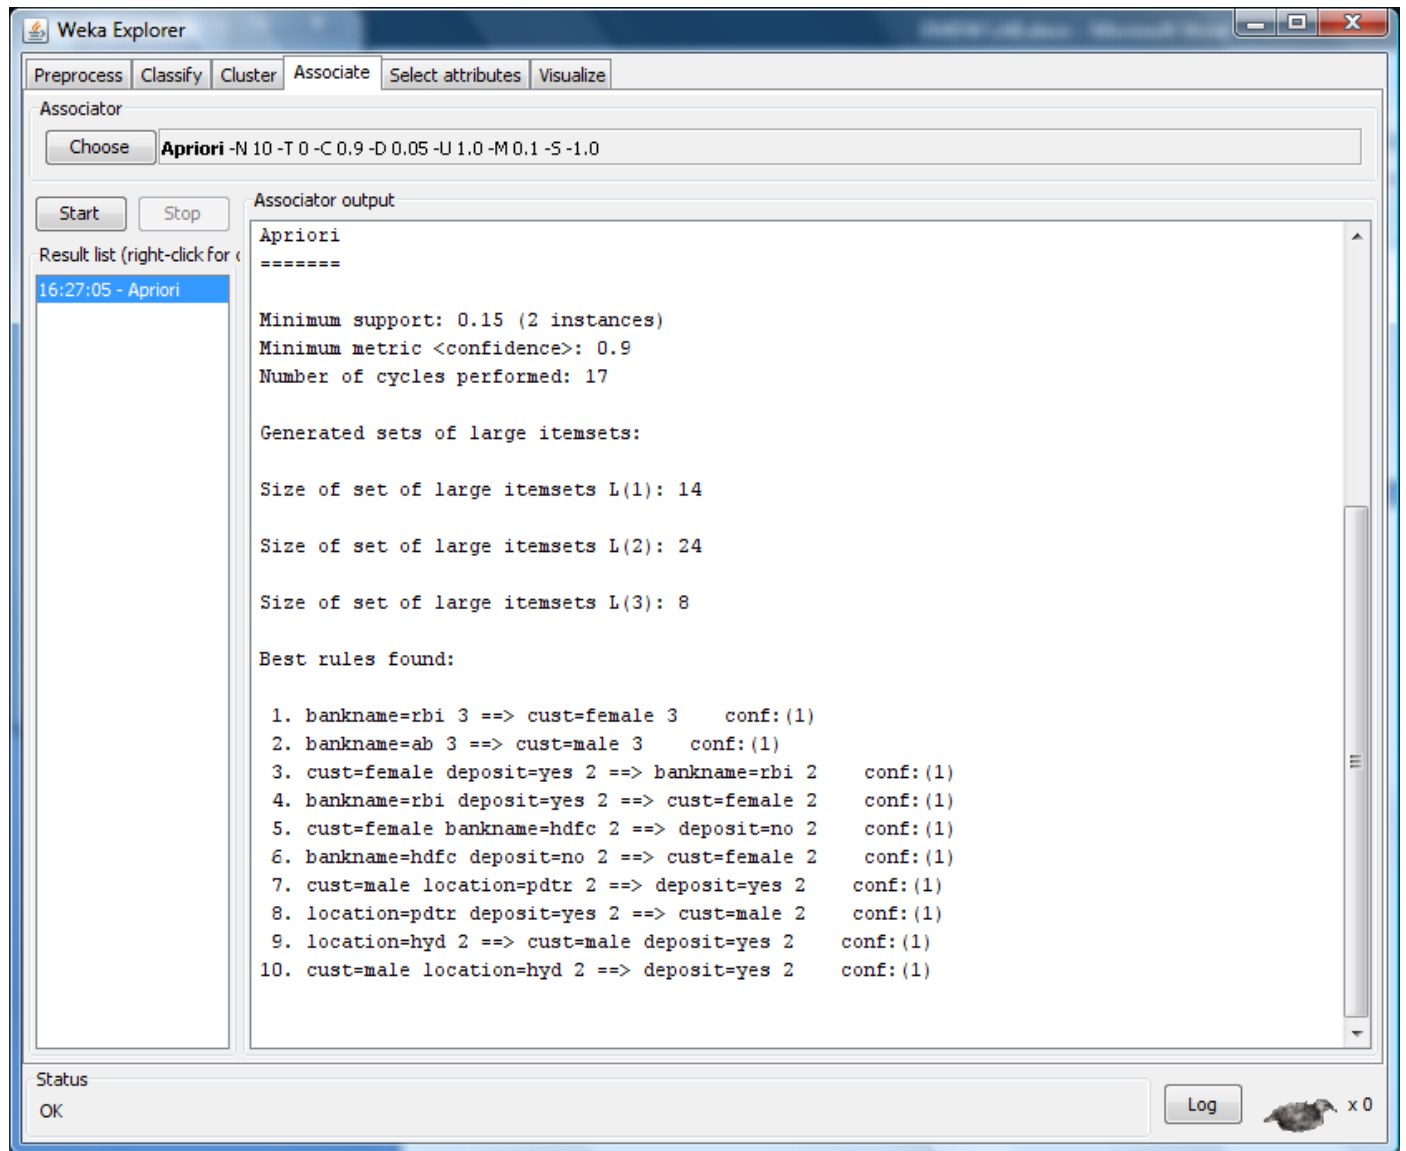 Weka Explorer
Preprocess Classify Cluster Associate Select attributes Visualize
Associator
Choose Apriori -N 10 -T 0 -C 0.9 -D 0.05 -U 1.0 -M 0.1 -S -1.0
Start Stop
Result list (right-click for
16:27:05 - Apriori
Associator output
Apriori
=======
Minimum support: 0.15 (2 instances)
Minimum metric <confidence>: 0.9
Number of cycles performed: 17
Generated sets of large itemsets:
Size of set of large itemsets L(1): 14
Size of set of large itemsets L(2): 24
Size of set of large itemsets L(3): 8
Best rules found:
1. bankname=rbi 3 ==> cust=female 3 conf:(1)
2. bankname=ab 3 ==> cust=male 3 conf:(1)
3. cust=female deposit=yes 2 ==> bankname=rbi 2 conf:(1)
4. bankname=rbi deposit=yes 2 ==> cust=female 2 conf:(1)
5. cust=female bankname=hdfc 2 ==> deposit=no 2 conf:(1)
6. bankname=hdfc deposit=no 2 ==> cust=female 2 conf:(1)
7. cust=male location=pdtr 2 ==> deposit=yes 2 conf:(1)
8. location=pdtr deposit=yes 2 ==> cust=male 2 conf:(1)
9. location=hyd 2 ==> cust=male deposit=yes 2 conf:(1)
10. cust=male location=hyd 2 ==> deposit=yes 2 conf:(1)
Status
OK
Log
x 0